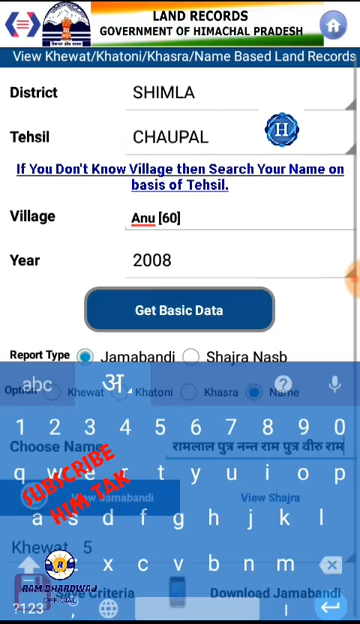 LAND RECORDS
GOVERNMENT OF HIMACHAL PRADESH
View Khewat/Khatoni/Khasra/Name Based Land Records
District SHIMLA
H
Tehsil CHAUPAL
If You Don't Know Village then Search Your Name on
basis of Tehsil.
Village Anu [60]
Year 2008
Get Basic Data
Report Type Jamabandi Shajra Nasb
abc अ
Option Khewat Khatoni Khasra Name
1 2 3 4 5 6 7 8 9 0
Choose Name रामलाल पुत्र नन्त राम पुत्र वीरु राम
q w e r t y u i o p
SUBSCRIBE
HIM TAK
View Jamabandi View Shajra
a s d f g h j k l
Khewat 5
x c v b n m
RAM BHARDWAJ
OFFICIAL
Save Criteria Download Jamabandi
?123 ,